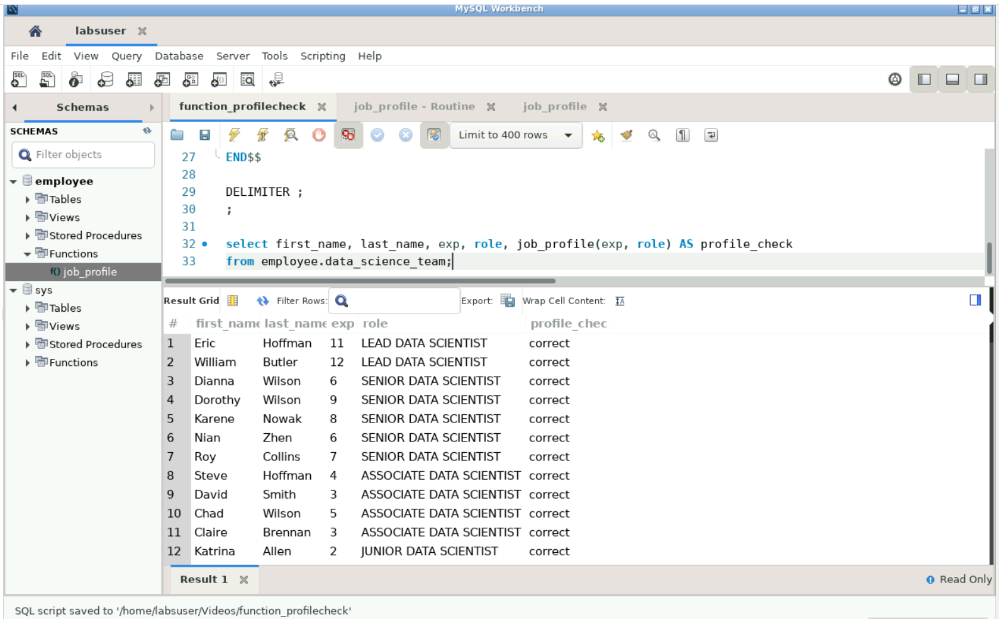 MySQL Workbench
labsuser
File Edit View Query Database Server Tools Scripting Help
Schemas
SCHEMAS
Filter objects
employee
Tables
Views
Stored Procedures
Functions
f() job_profile
sys
Tables
Views
Stored Procedures
Functions
function_profilecheck job_profile - Routine job_profile
Limit to 400 rows
27 END$$
28
29 DELIMITER ;
30 ;
31
32 select first_name, last_name, exp, role, job_profile(exp, role) AS profile_check
33 from employee.data_science_team;
Result Grid Filter Rows: Export: Wrap Cell Content:
# first_name last_name exp role profile_chec
1 Eric Hoffman 11 LEAD DATA SCIENTIST correct
2 William Butler 12 LEAD DATA SCIENTIST correct
3 Dianna Wilson 6 SENIOR DATA SCIENTIST correct
4 Dorothy Wilson 9 SENIOR DATA SCIENTIST correct
5 Karene Nowak 8 SENIOR DATA SCIENTIST correct
6 Nian Zhen 6 SENIOR DATA SCIENTIST correct
7 Roy Collins 7 SENIOR DATA SCIENTIST correct
8 Steve Hoffman 4 ASSOCIATE DATA SCIENTIST correct
9 David Smith 3 ASSOCIATE DATA SCIENTIST correct
10 Chad Wilson 5 ASSOCIATE DATA SCIENTIST correct
11 Claire Brennan 3 ASSOCIATE DATA SCIENTIST correct
12 Katrina Allen 2 JUNIOR DATA SCIENTIST correct
Result 1
Read Only
SQL script saved to '/home/labsuser/Videos/function_profilecheck'